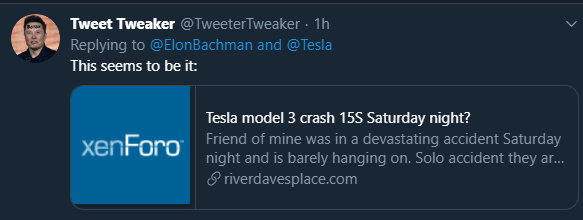 Tweet Tweaker @TweeterTweaker · 1h
Replying to @ElonBachman and @Tesla
This seems to be it:
xenForo
Tesla model 3 crash 15S Saturday night?
Friend of mine was in a devastating accident Saturday
night and is barely hanging on. Solo accident they ar...
riverdavesplace.com